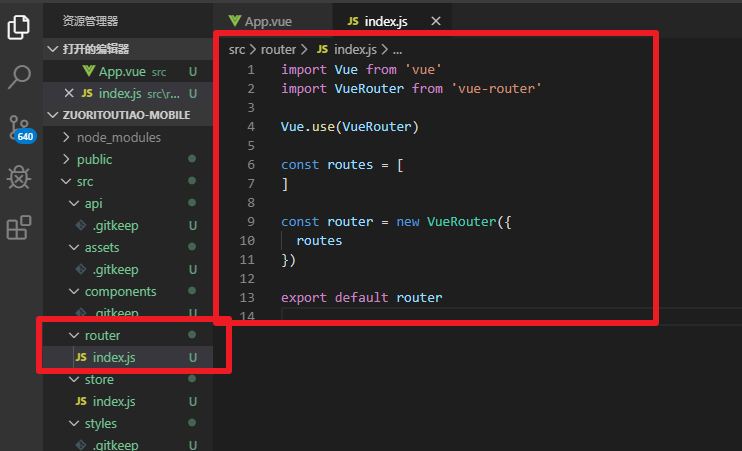 资源管理器
打开的编辑器
App.vue src U
index.js src\r... U
ZUORITOUTIAO-MOBILE
node_modules
public
src
api
.gitkeep U
assets
.gitkeep U
components
.gitkeep U
router
JS index.js U
store
JS index.js U
styles
.gitkeep U
640
App.vue
JS index.js
src > router > JS index.js > ...
1 import Vue from 'vue'
2 import VueRouter from 'vue-router'
3
4 Vue.use(VueRouter)
5
6 const routes = [
7 ]
8
9 const router = new VueRouter({
10 routes
11 })
12
13 export default router
14